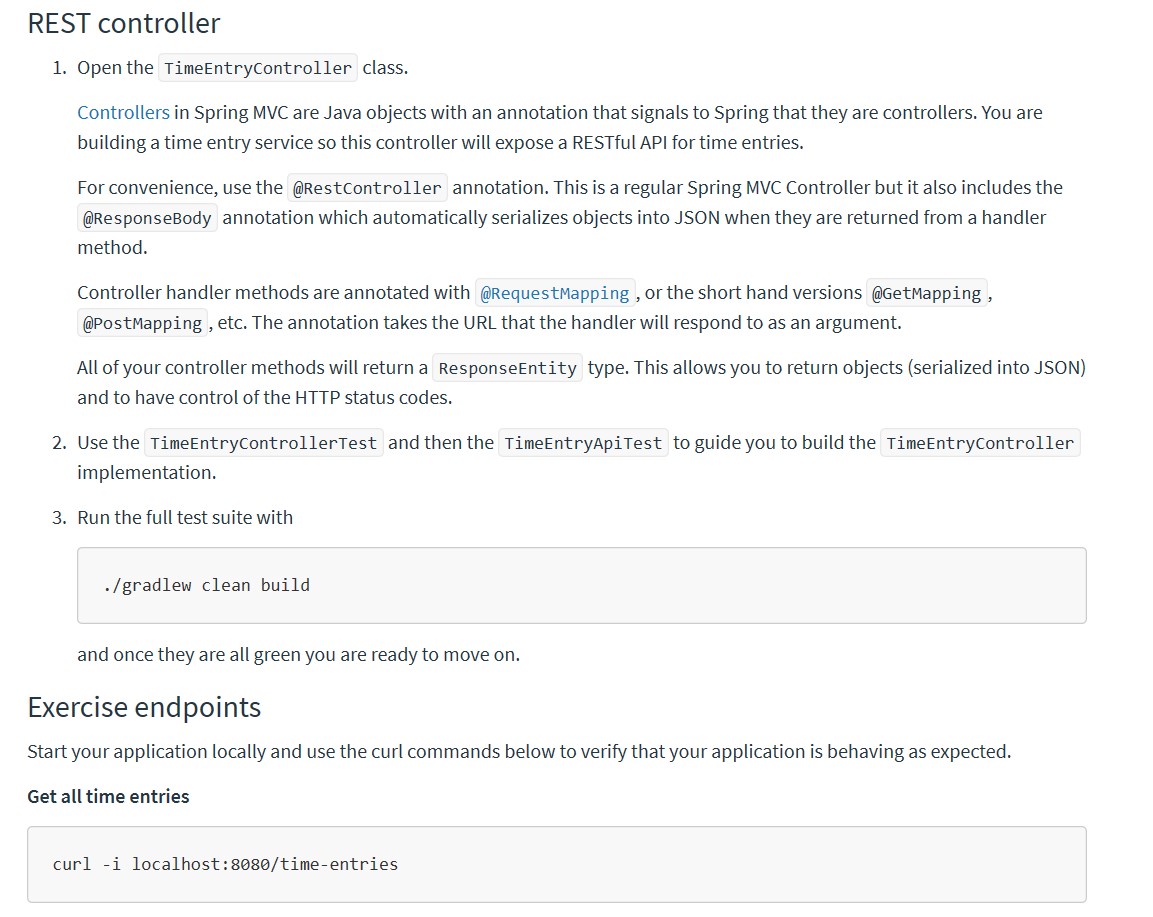 REST controller
1. Open the TimeEntryController class.
Controllers in Spring MVC are Java objects with an annotation that signals to Spring that they are controllers. You are
building a time entry service so this controller will expose a RESTful API for time entries.
For convenience, use the @RestController annotation. This is a regular Spring MVC Controller but it also includes the
@ResponseBody annotation which automatically serializes objects into JSON when they are returned from a handler
method.
Controller handler methods are annotated with @RequestMapping, or the short hand versions @GetMapping,
@PostMapping, etc. The annotation takes the URL that the handler will respond to as an argument.
All of your controller methods will return a ResponseEntity type. This allows you to return objects (serialized into JSON)
and to have control of the HTTP status codes.
2. Use the TimeEntryControllerTest and then the TimeEntryApiTest to guide you to build the TimeEntryController
implementation.
3. Run the full test suite with
./gradlew clean build
and once they are all green you are ready to move on.
Exercise endpoints
Start your application locally and use the curl commands below to verify that your application is behaving as expected.
Get all time entries
curl -i localhost:8080/time-entries